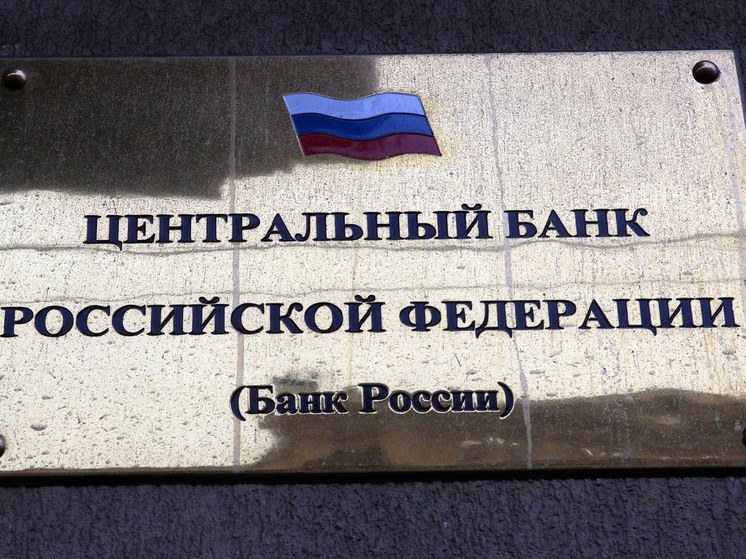 ЦЕНТРАЛЬНЫЙ БАНК
РОССИЙСКОЙ ФЕДЕРАЦИИ
(Банк России)